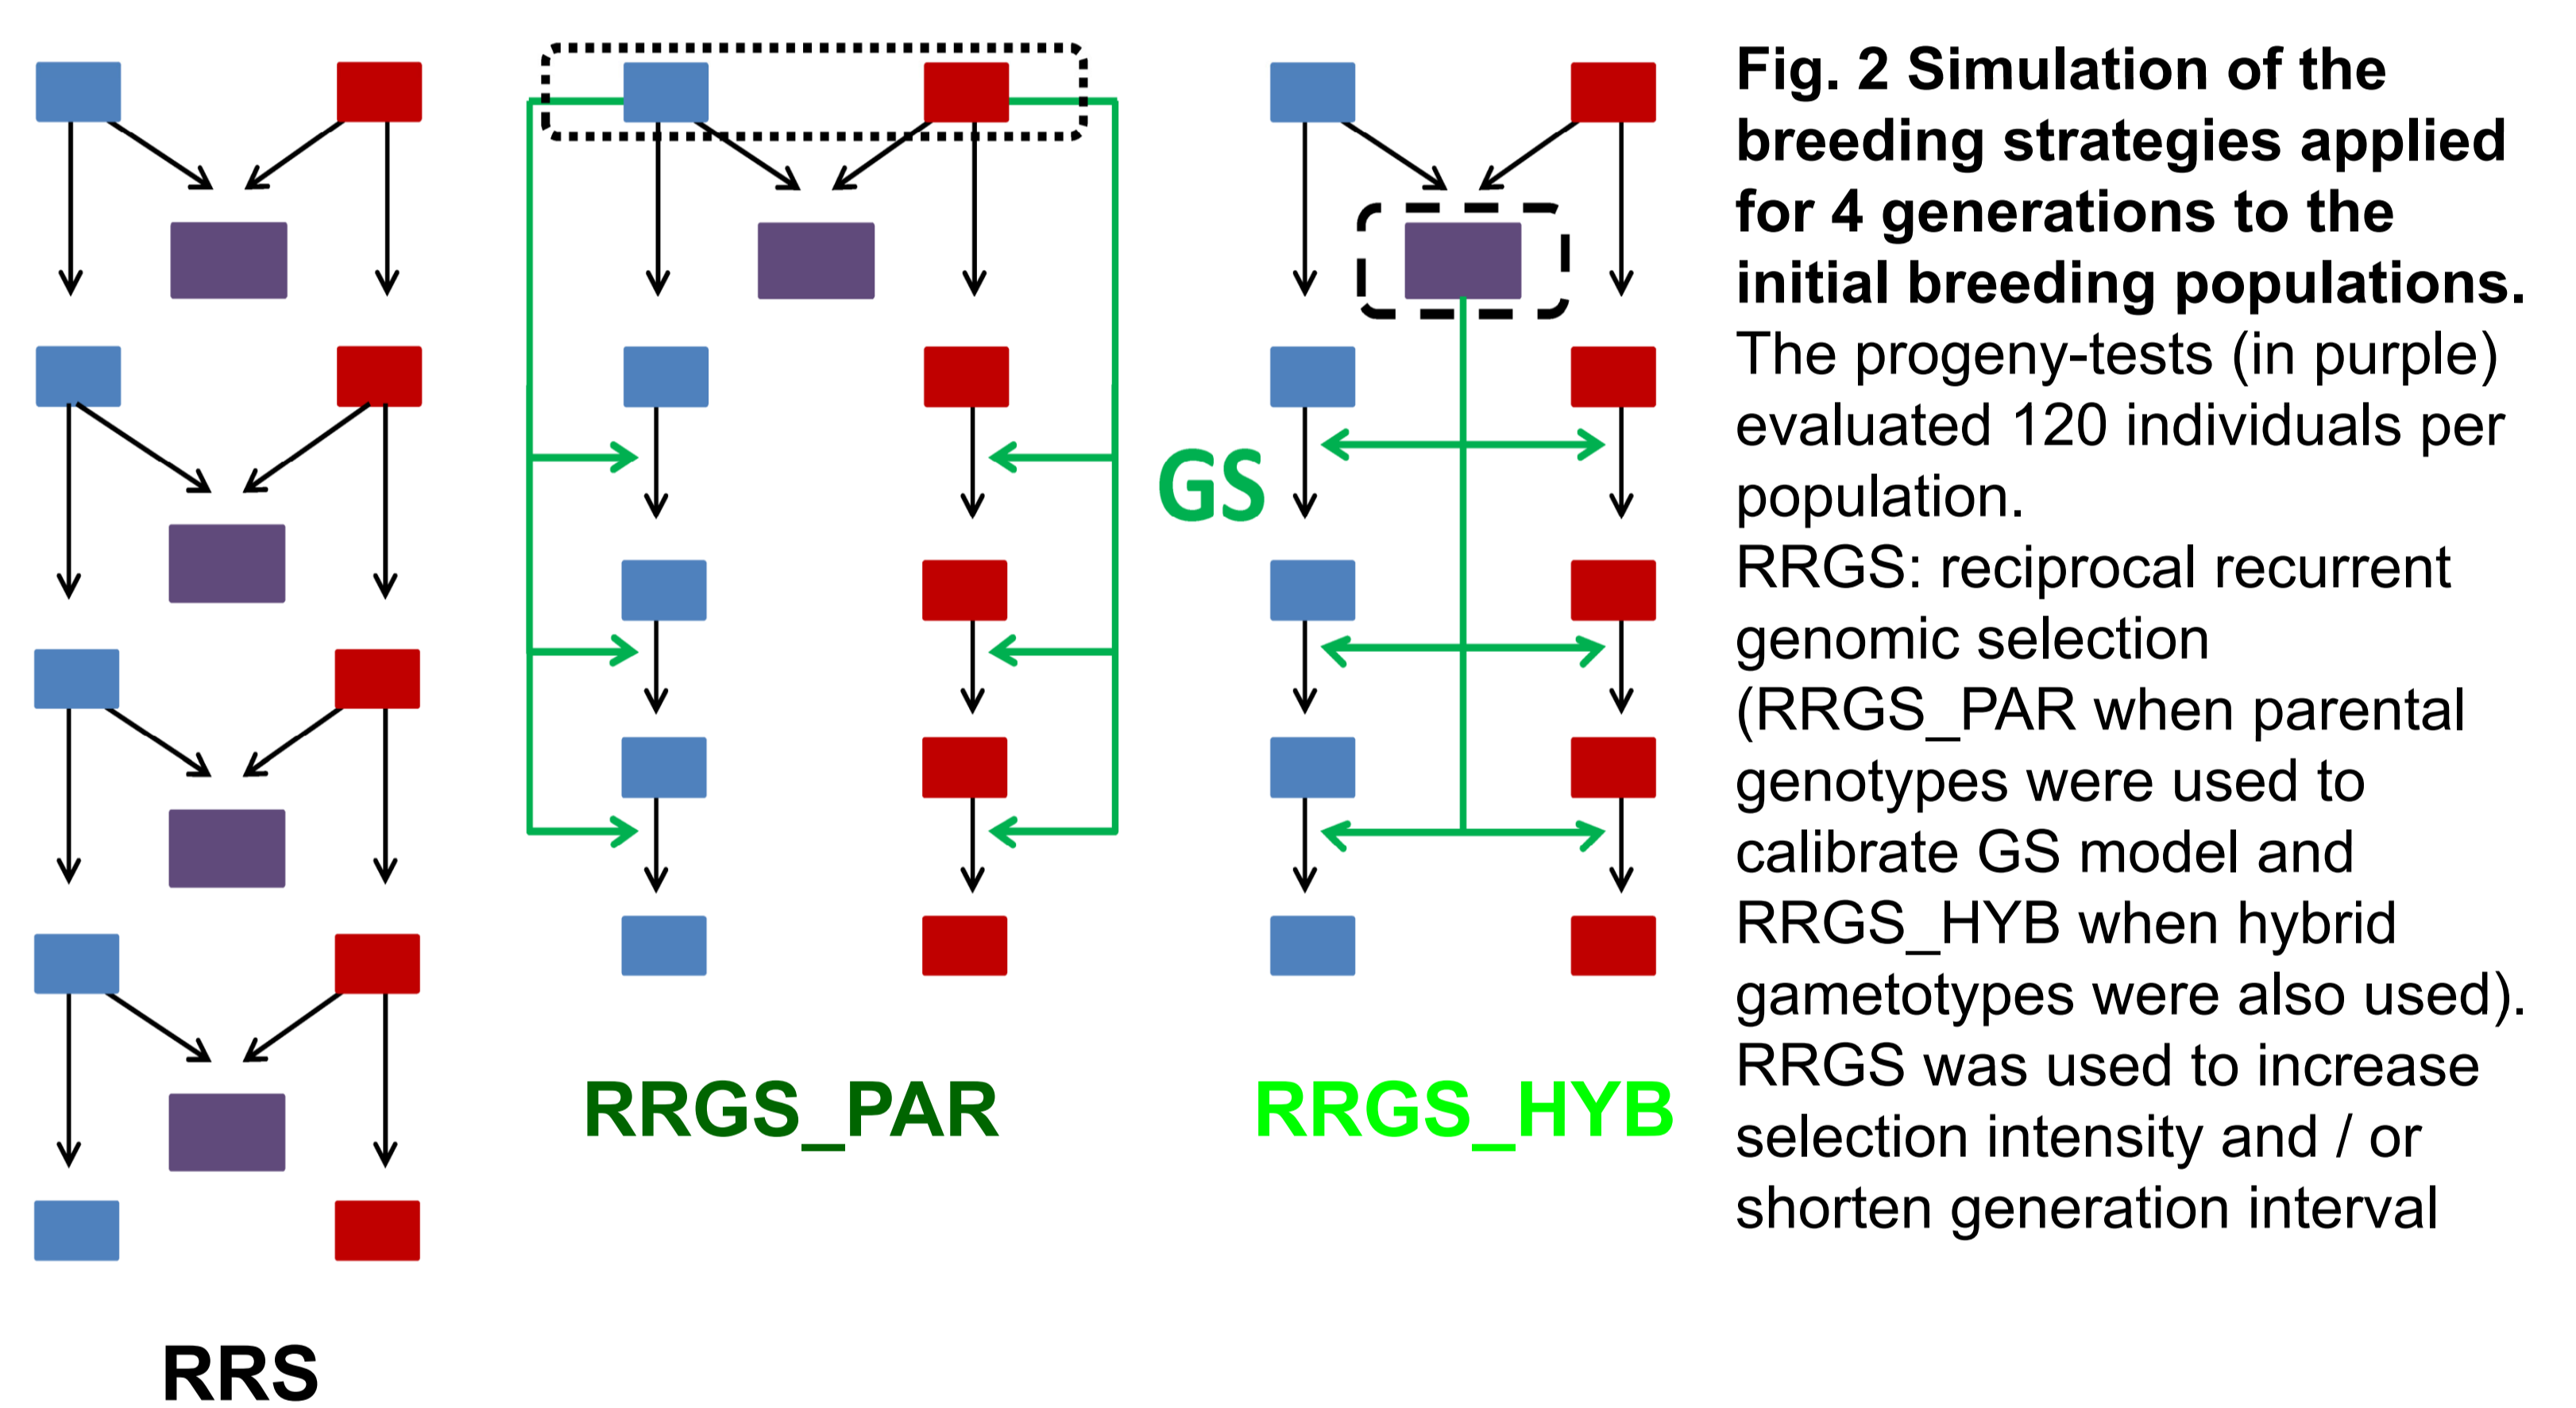 GS
RRGS_PAR
RRGS_HYB
RRS
Fig. 2 Simulation of the
breeding strategies applied
for 4 generations to the
initial breeding populations.
The progeny-tests (in purple)
evaluated 120 individuals per
population.
RRGS: reciprocal recurrent
genomic selection
(RRGS_PAR when parental
genotypes were used to
calibrate GS model and
RRGS_HYB when hybrid
gametotypes were also used).
RRGS was used to increase
selection intensity and / or
shorten generation interval